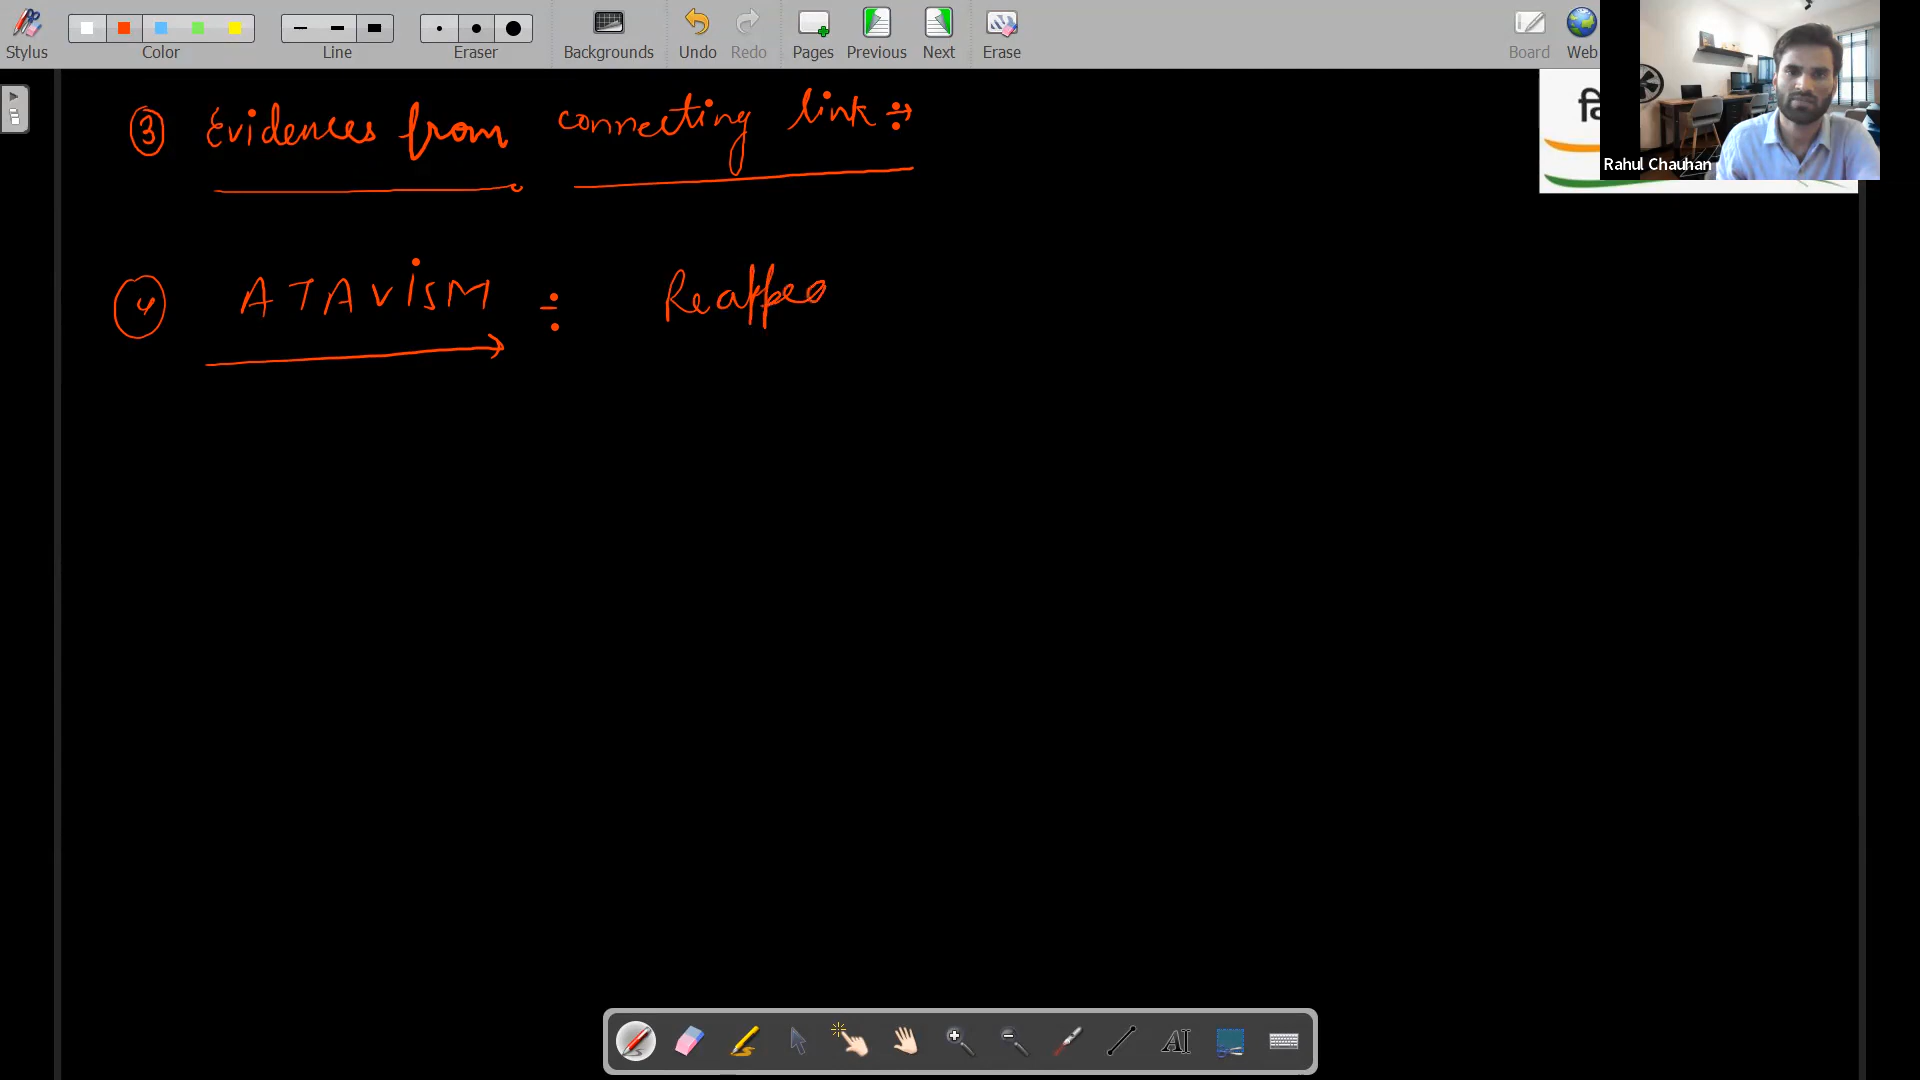 Stylus Color Line Eraser Backgrounds Undo Redo Pages Previous Next Erase Board Web
③ Evidences from connecting link ÷→
Rahul Chauhan
④ ATAVISM ÷ Reappea
AI